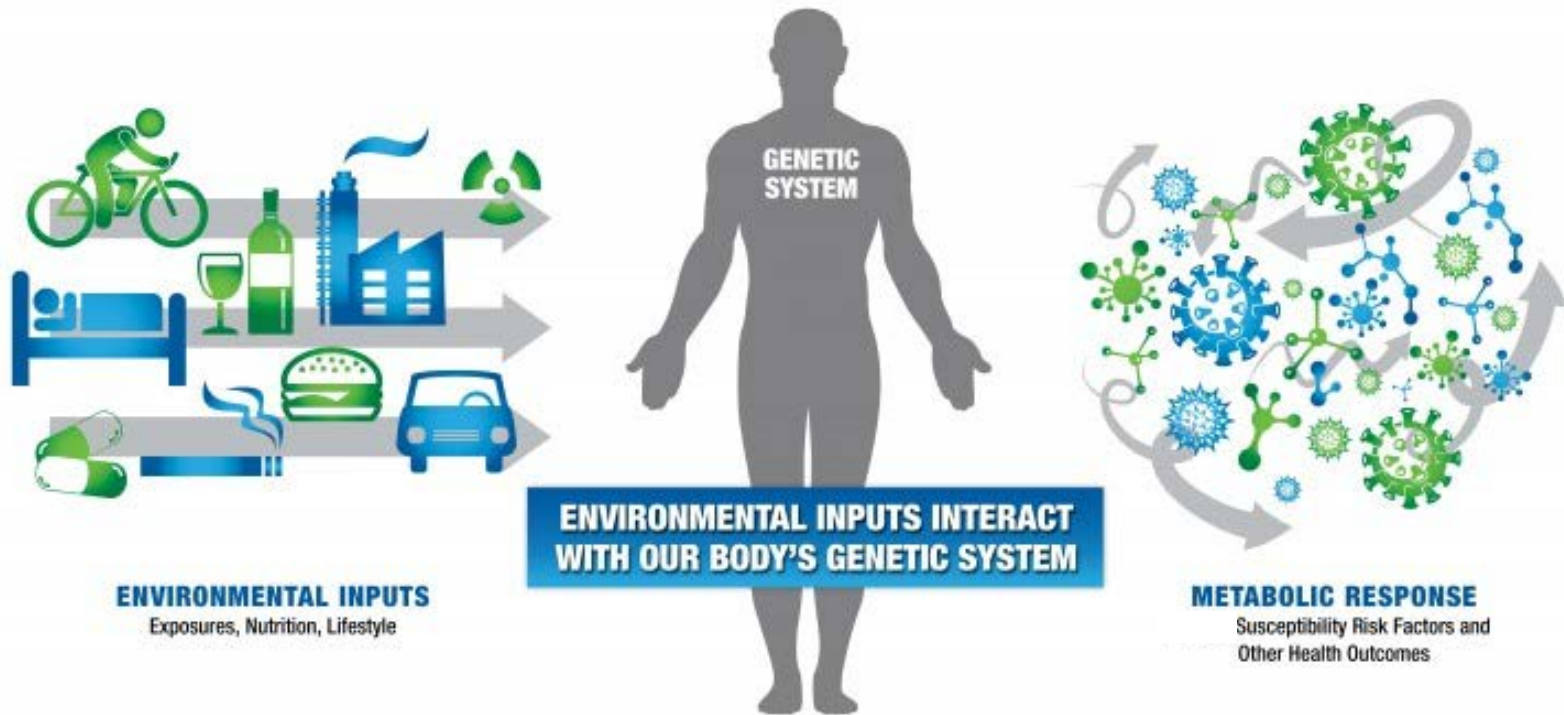 GENETIC
SYSTEM
ENVIRONMENTAL INPUTS INTERACT
WITH OUR BODY'S GENETIC SYSTEM
ENVIRONMENTAL INPUTS
Exposures, Nutrition, Lifestyle
METABOLIC RESPONSE
Susceptibility Risk Factors and
Other Health Outcomes